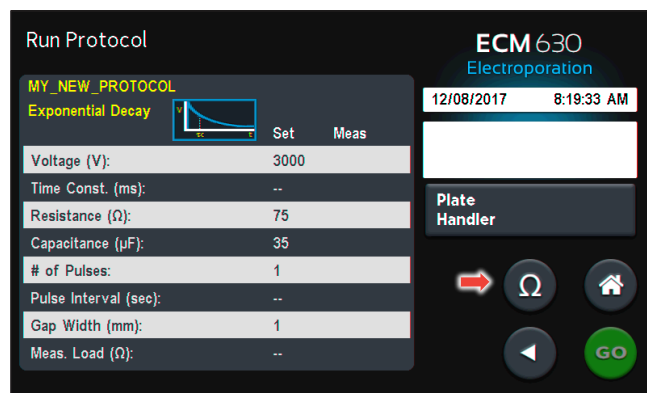 Run Protocol
ECM 630
Electroporation
MY_NEW_PROTOCOL
Exponential Decay
V
τc
t
Set Meas
12/08/2017 8:19:33 AM
Voltage (V): 3000
Time Const. (ms): --
Resistance (Ω): 75
Capacitance (μF): 35
# of Pulses: 1
Pulse Interval (sec): --
Gap Width (mm): 1
Meas. Load (Ω): --
Plate
Handler
Ω
GO